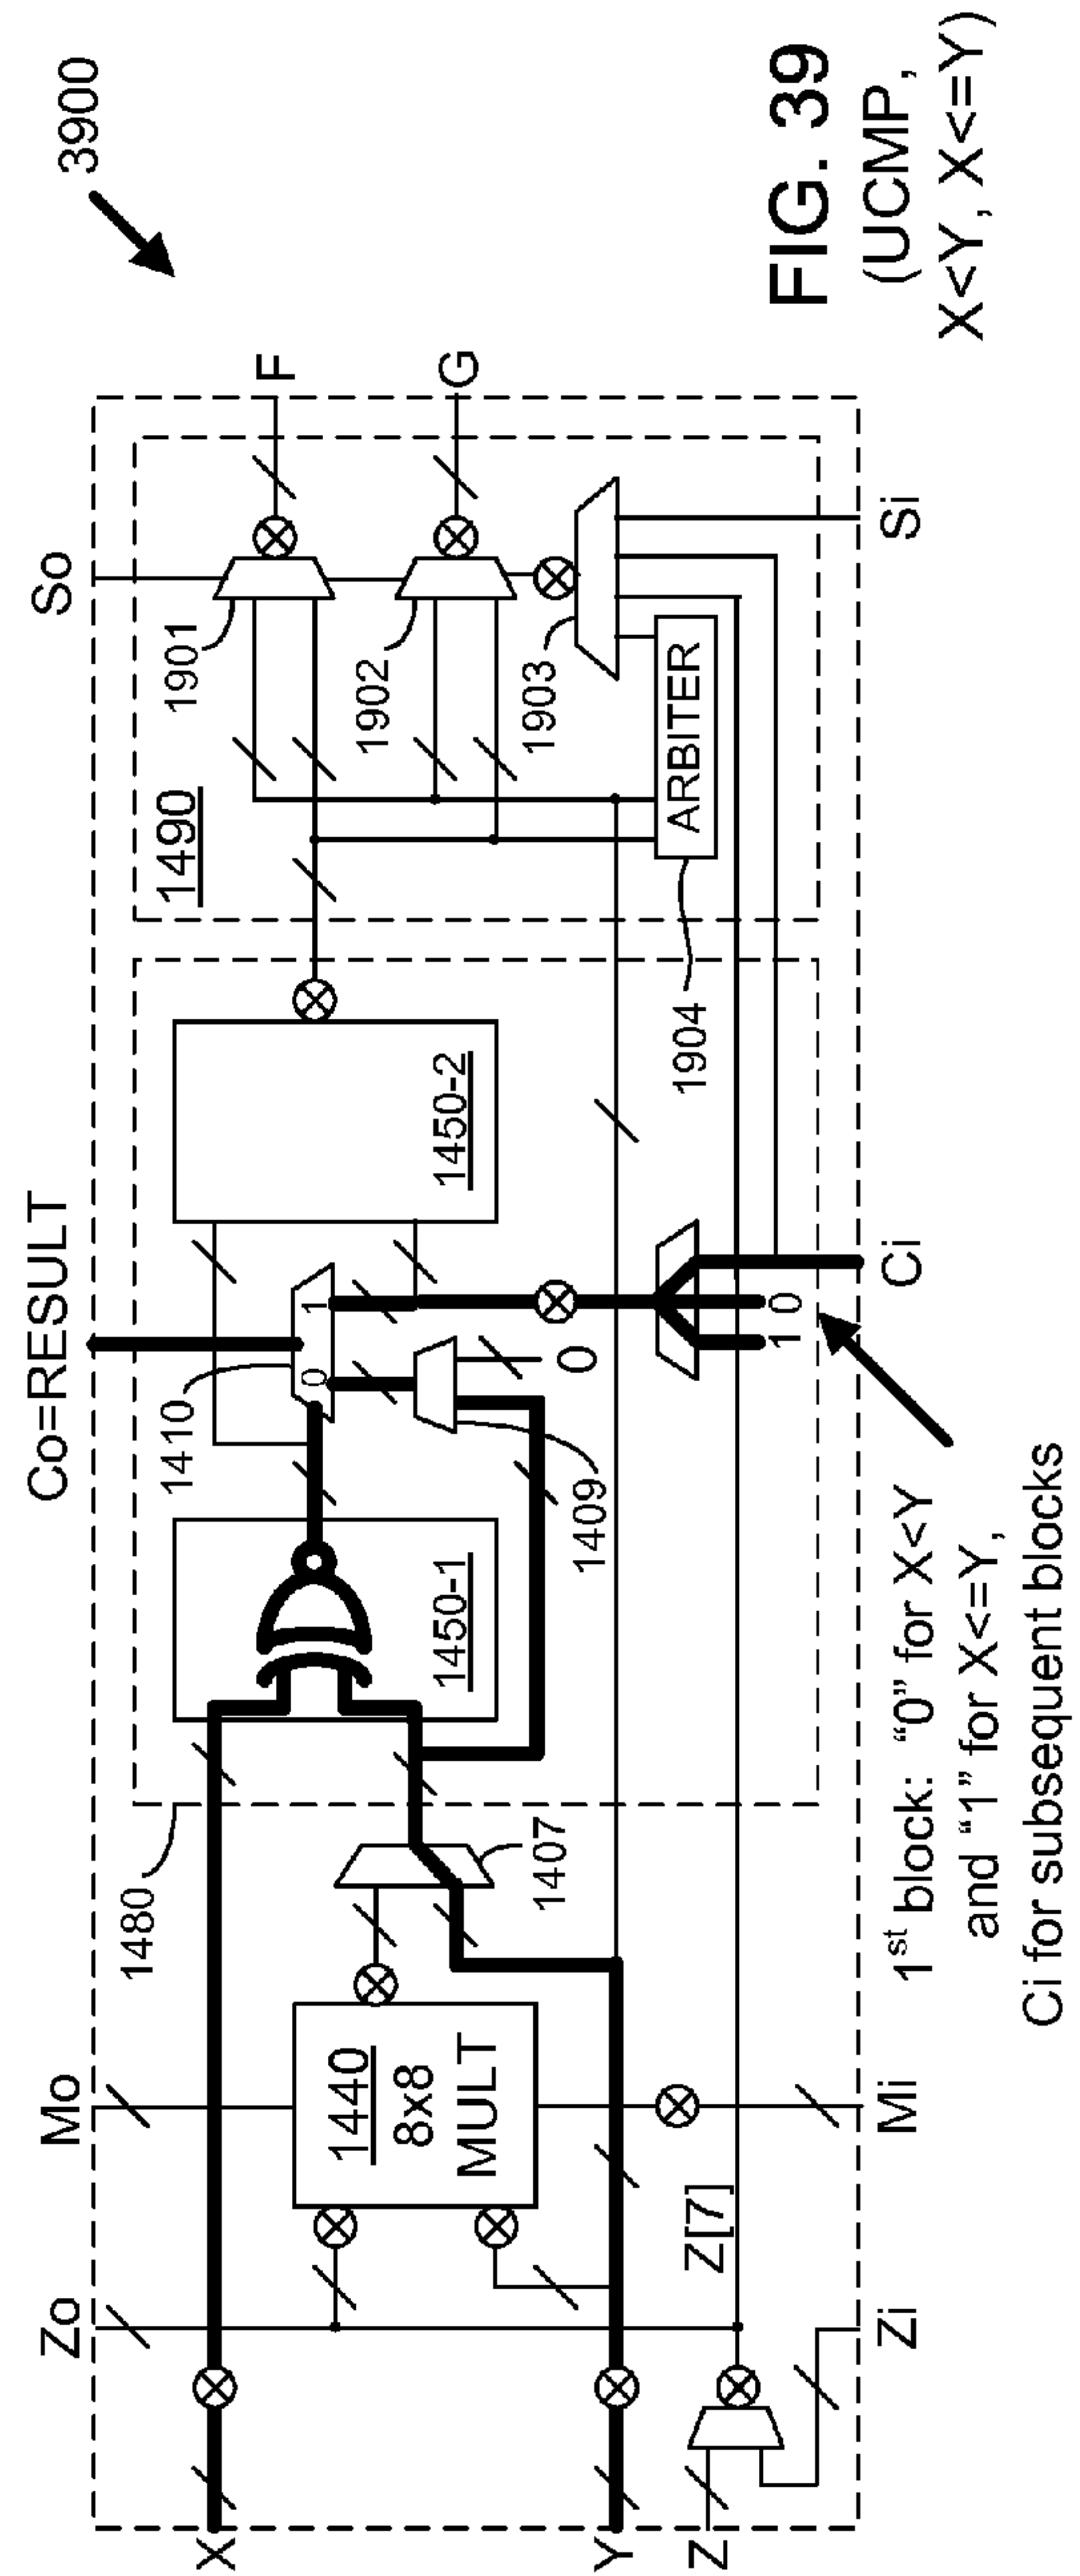 3900
So
Co=RESULT
Mo
Zo
F
G
1901
1902
1903
1490
ARBITER
1904
Si
1450-2
1410
0
1
1409
0
1450-1
1 0
Ci
1480
1407
1440
8x8
MULT
Z[7]
Mi
Zi
X
Y
Z
1st block: “0” for X<Y
and “1” for X<=Y,
Ci for subsequent blocks
FIG. 39
(UCMP,
X<Y, X<=Y)